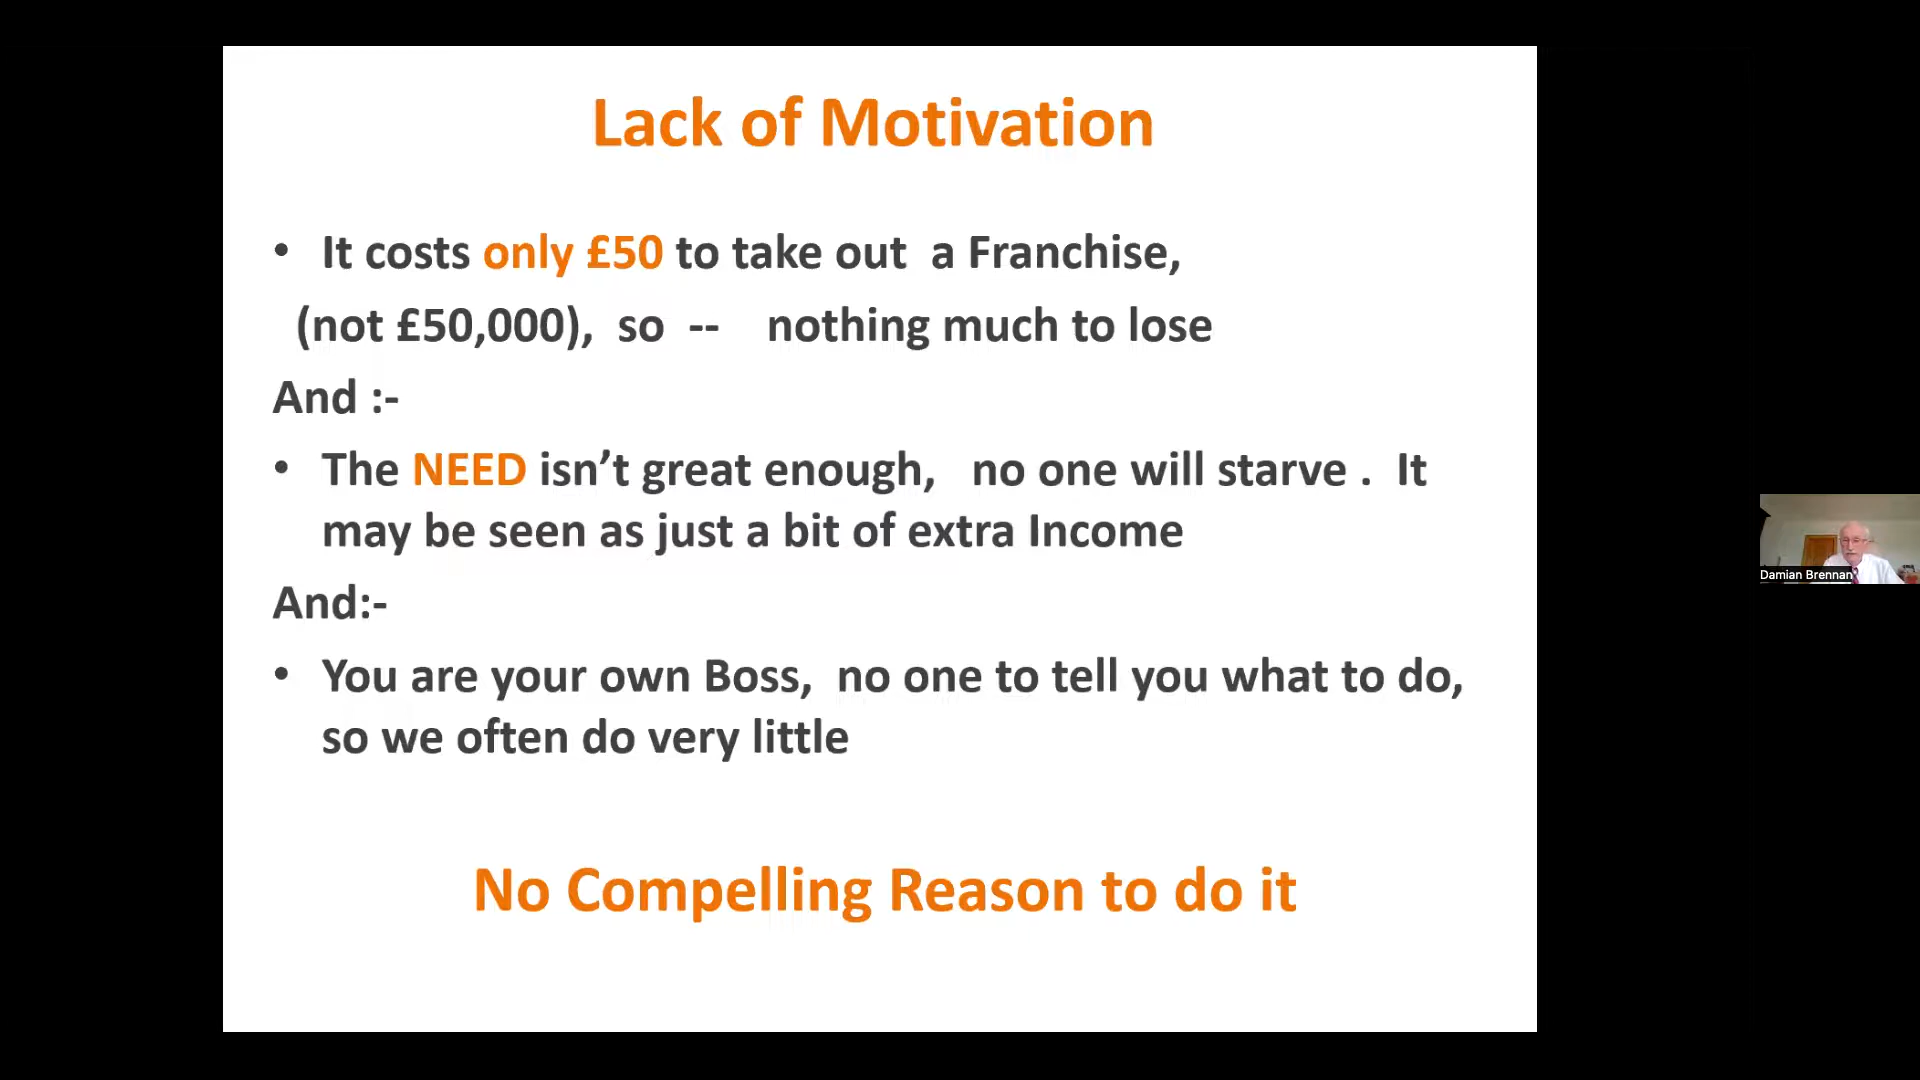 Lack of Motivation
• It costs only £50 to take out a Franchise,
(not £50,000), so -- nothing much to lose
And :-
• The NEED isn’t great enough, no one will starve . It
may be seen as just a bit of extra Income
And:-
• You are your own Boss, no one to tell you what to do,
so we often do very little
No Compelling Reason to do it
Damian Brennan